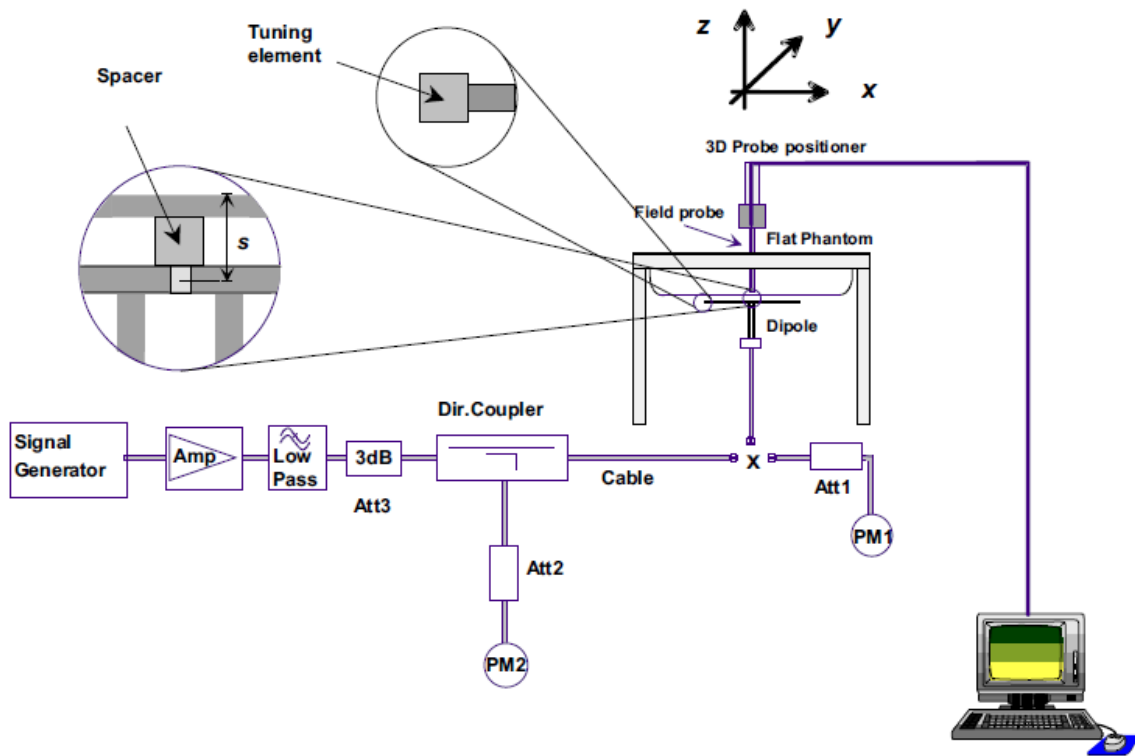 Tuning
element
Spacer
s
z
y
x
3D Probe positioner
Field probe
Flat Phantom
Dipole
Dir.Coupler
Signal
Generator
Amp
Low
Pass
3dB
Att3
Cable
x
Att1
PM1
Att2
PM2